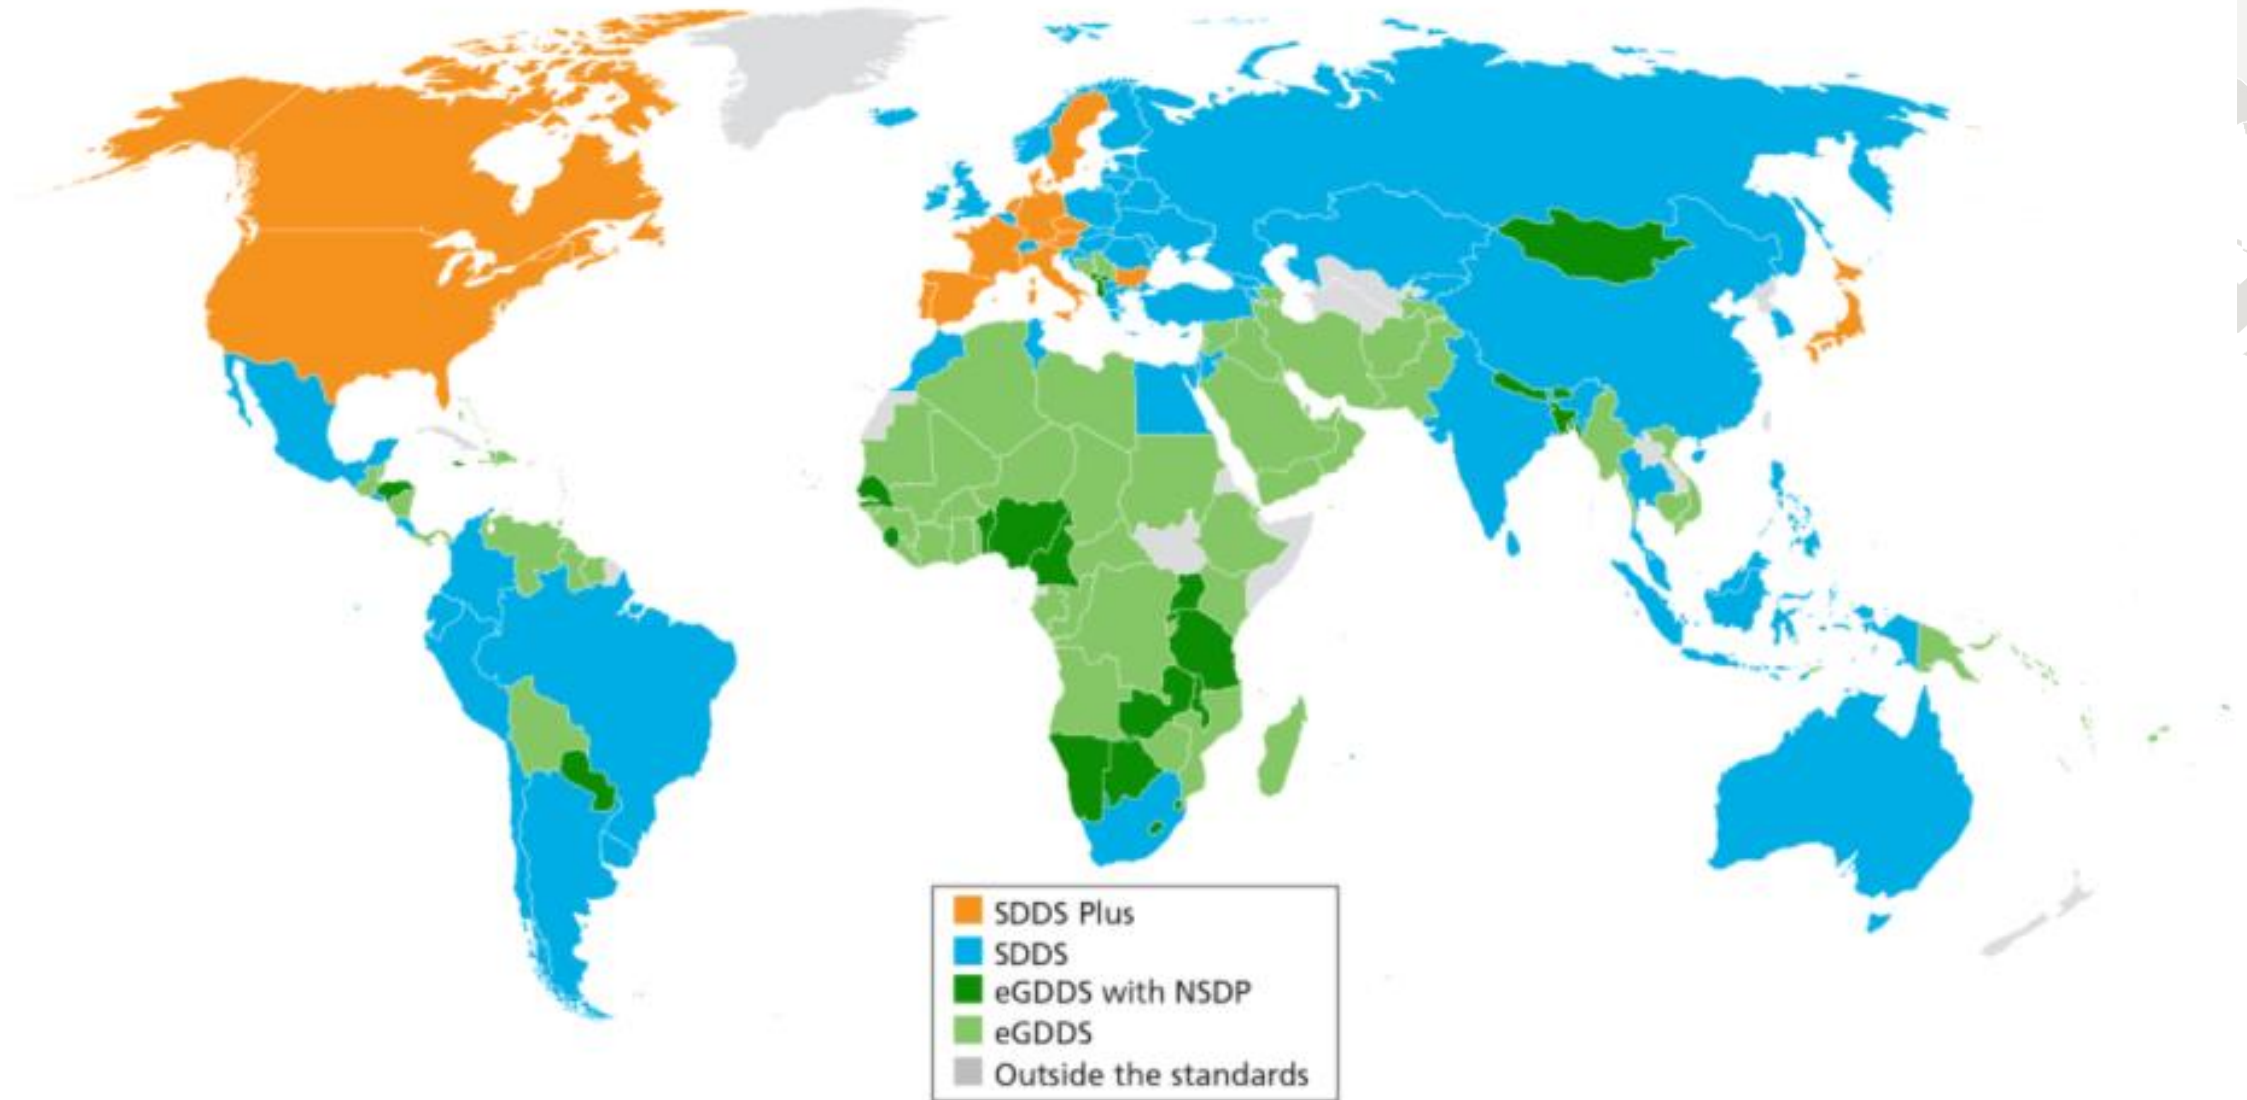 SDDS Plus
SDDS
eGDDS with NSDP
eGDDS
Outside the standards